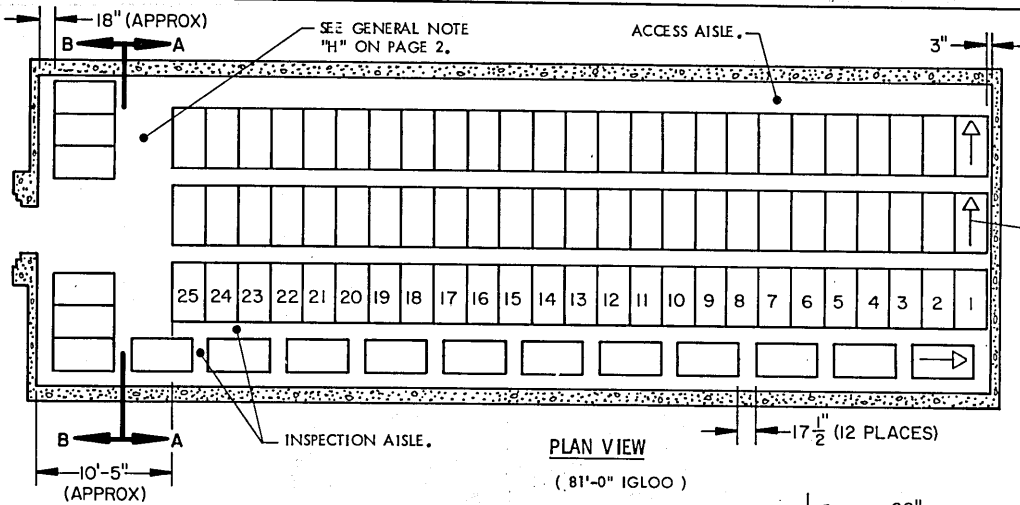 18" (APPROX)
B A
SEE GENERAL NOTE
"H" ON PAGE 2.
ACCESS AISLE.
3"
25 24 23 22 21 20 19 18 17 16 15 14 13 12 11 10 9 8 7 6 5 4 3 2 1
B A
INSPECTION AISLE.
17 1/2" (12 PLACES)
10'-5"
(APPROX)
PLAN VIEW
(81'-0" IGLOO)